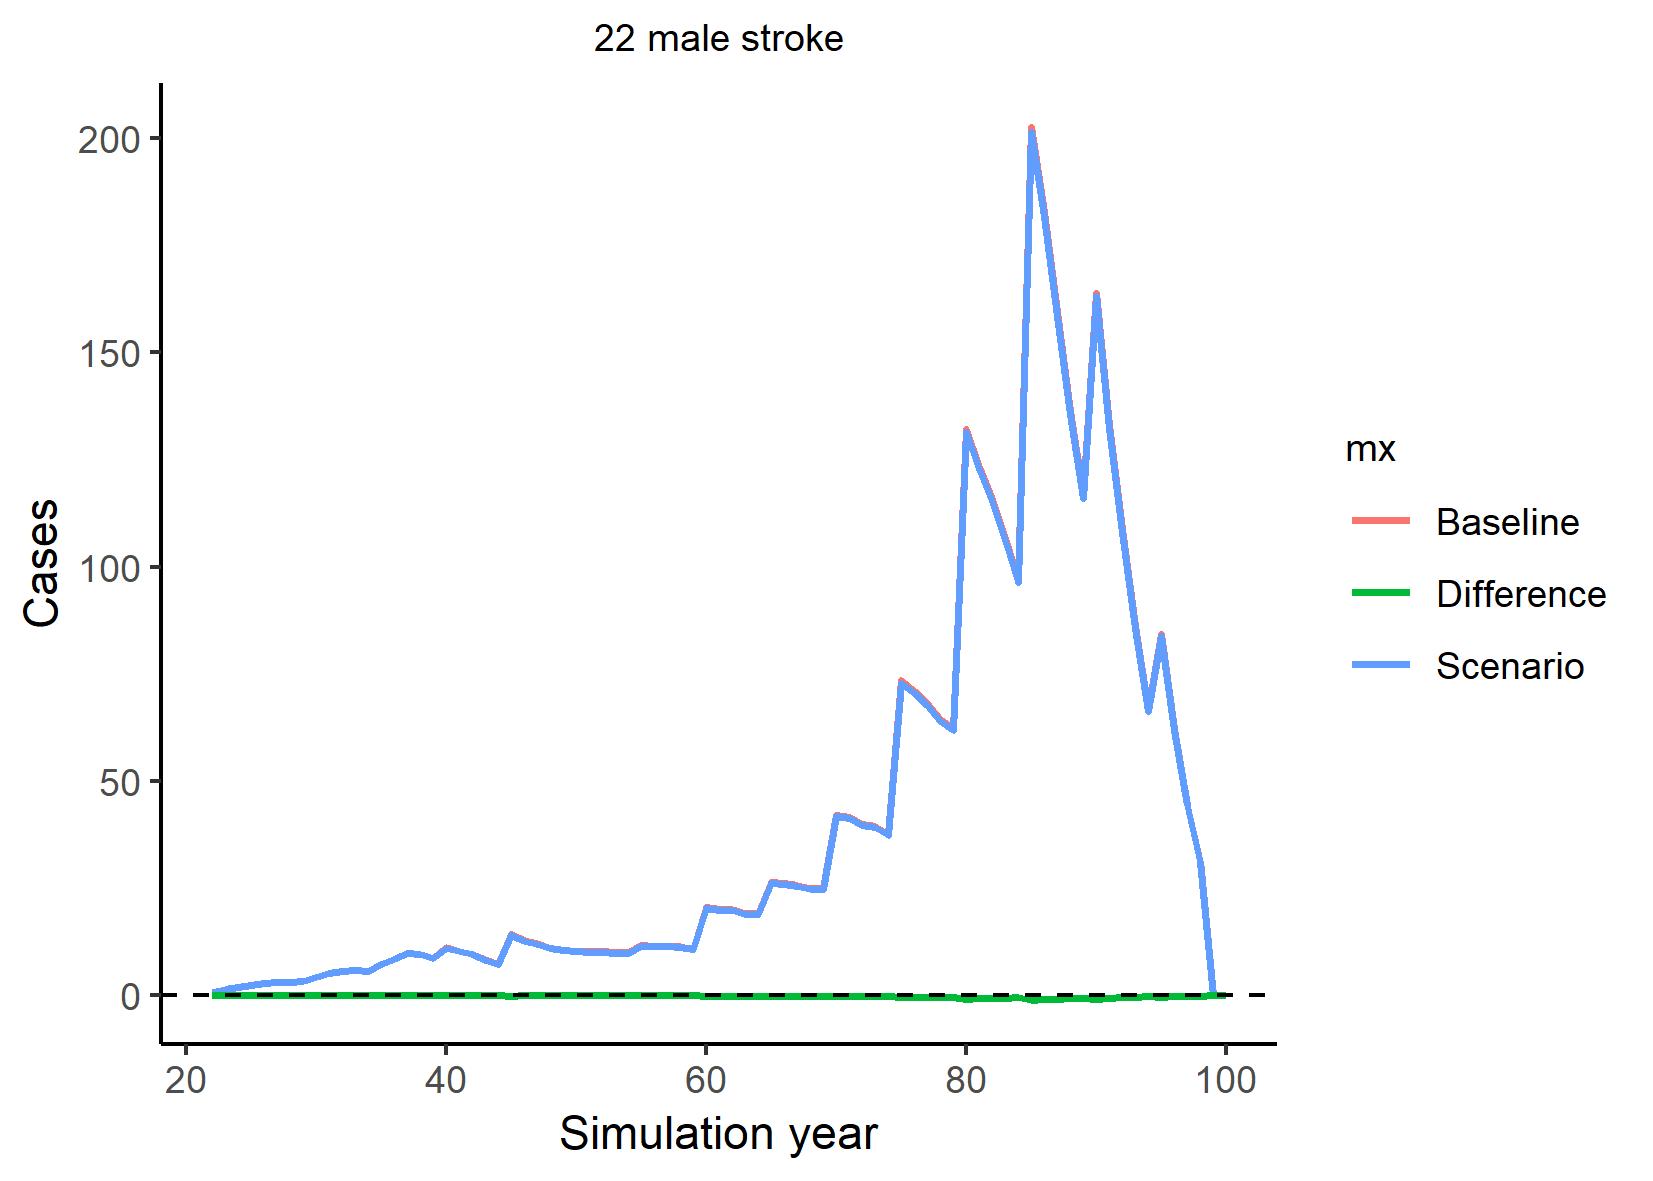 22 male stroke
200
150
100
50
0
Cases
20 40 60 80 100
Simulation year
mx
Baseline
Difference
Scenario